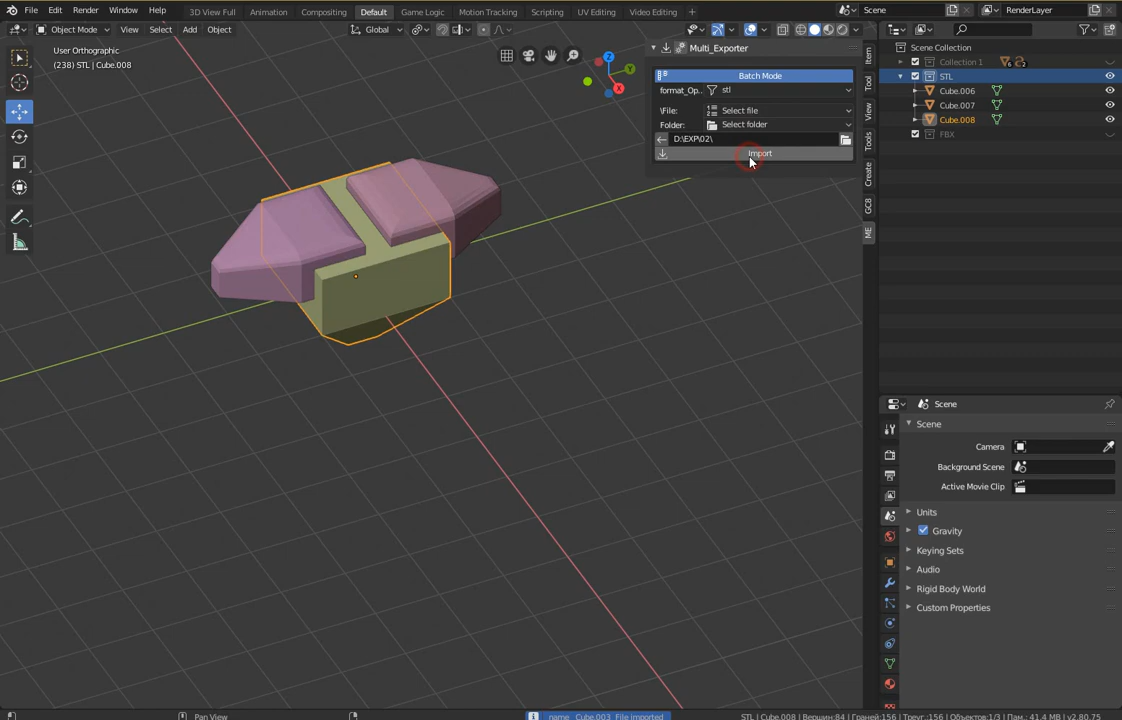 File Edit Render Window Help 3D View Full Animation Compositing Default Game Logic Motion Tracking Scripting UV Editing Video Editing + Scene RenderLayer
Object Mode View Select Add Object Global
User Orthographic
(238) STL | Cube.008
Multi_Exporter
Batch Mode
format_Op.. stl
\File: Select file
Folder: Select folder
D:\EXP\02\
Import
Item
Tool
View
Tools
Create
GCB
ME
Z
Y
X
Scene Collection
Collection 1 6 2
STL
Cube.006
Cube.007
Cube.008
FBX
Scene
Scene
Camera
Background Scene
Active Movie Clip
Units
Gravity
Keying Sets
Audio
Rigid Body World
Custom Properties
Pan View name_ Cube.003_File imported STL | Cube.008 | Вершин:84 | Граней:156 | Треуг.:156 | Объектов:1/3 | Пам.: 41.4 MB | v2.80.75